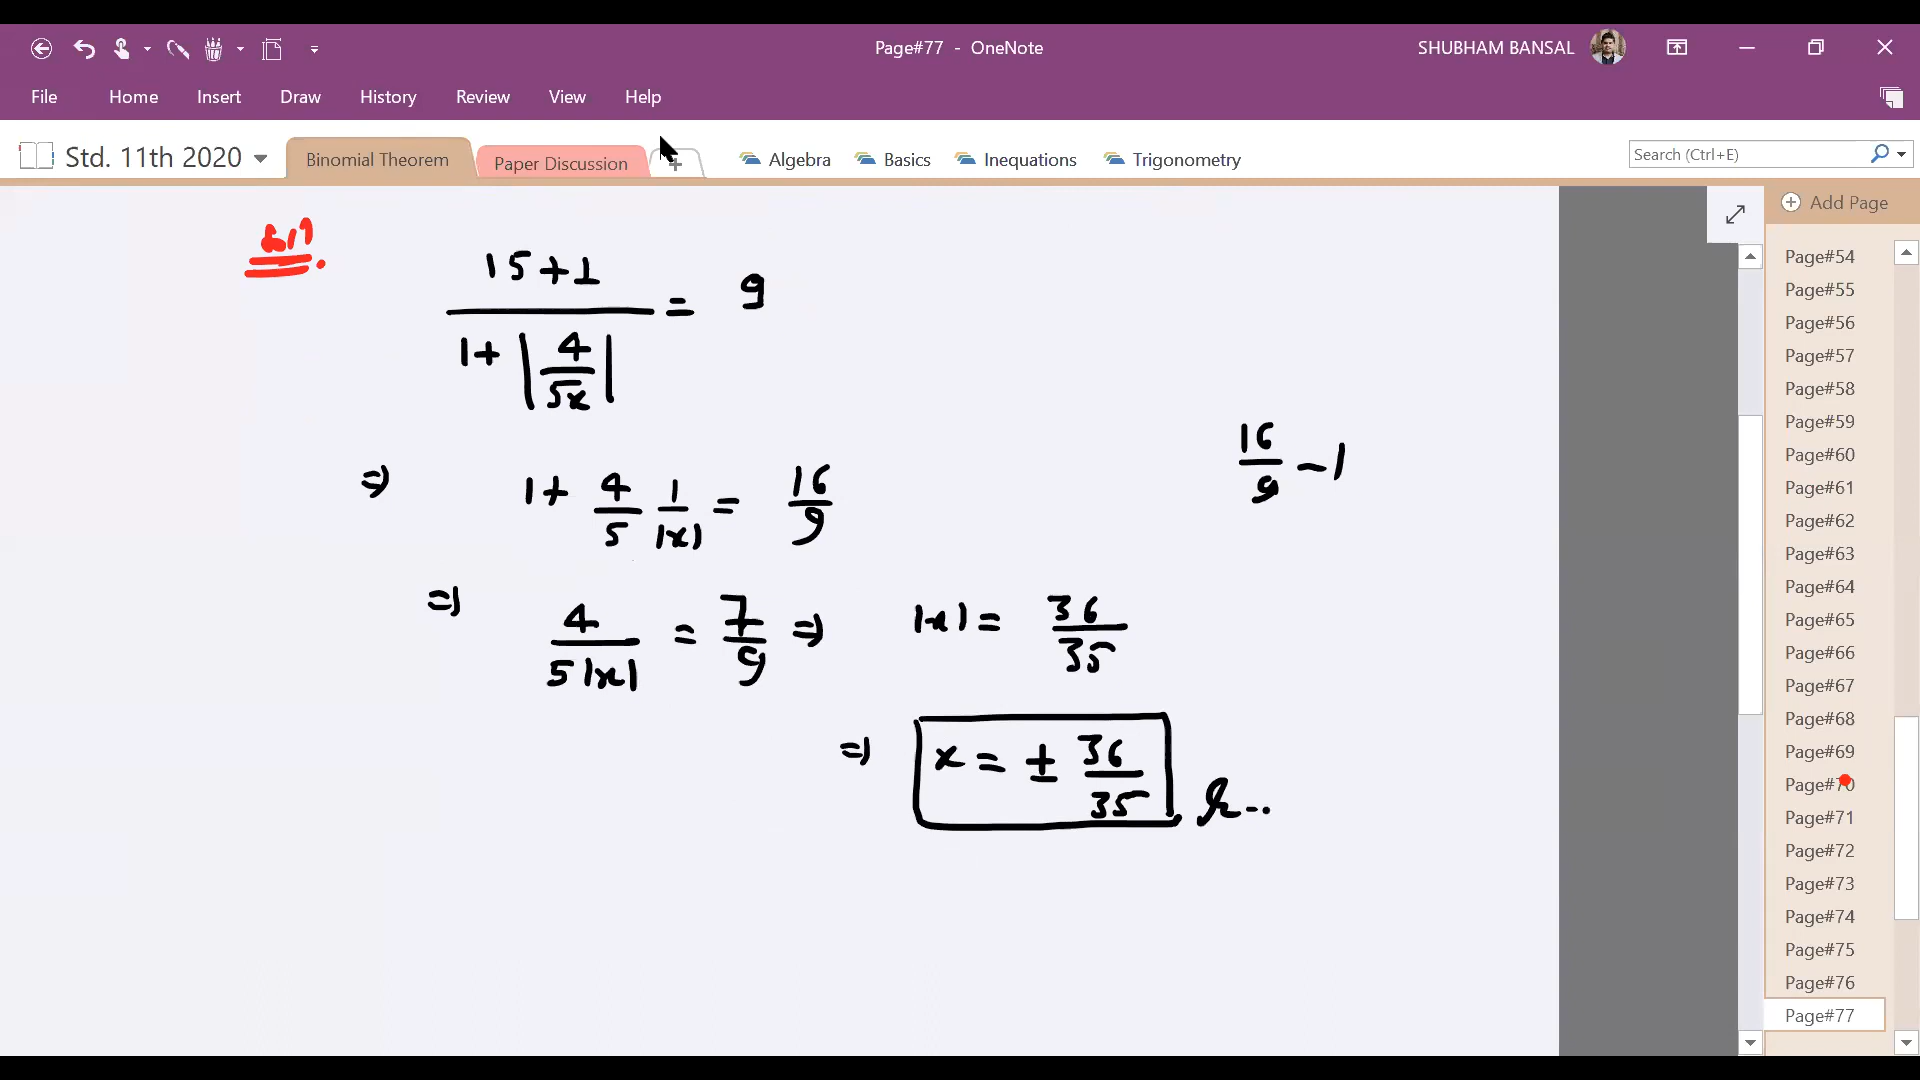 Page#77 - OneNote
SHUBHAM BANSAL
File Home Insert Draw History Review View Help
Std. 11th 2020
Binomial Theorem
Paper Discussion
+
Algebra
Basics
Inequations
Trigonometry
Search (Ctrl+E)
Add Page
(15+1)/(1+|4/5x|) = 9
16/9 − 1
⇒ 1 + 4/5 1/|x| = 16/9
⇒ 4/5|x| = 7/9 ⇒ |x| = 36/35
⇒ x = ± 36/35
Page#54
Page#55
Page#56
Page#57
Page#58
Page#59
Page#60
Page#61
Page#62
Page#63
Page#64
Page#65
Page#66
Page#67
Page#68
Page#69
Page#70
Page#71
Page#72
Page#73
Page#74
Page#75
Page#76
Page#77